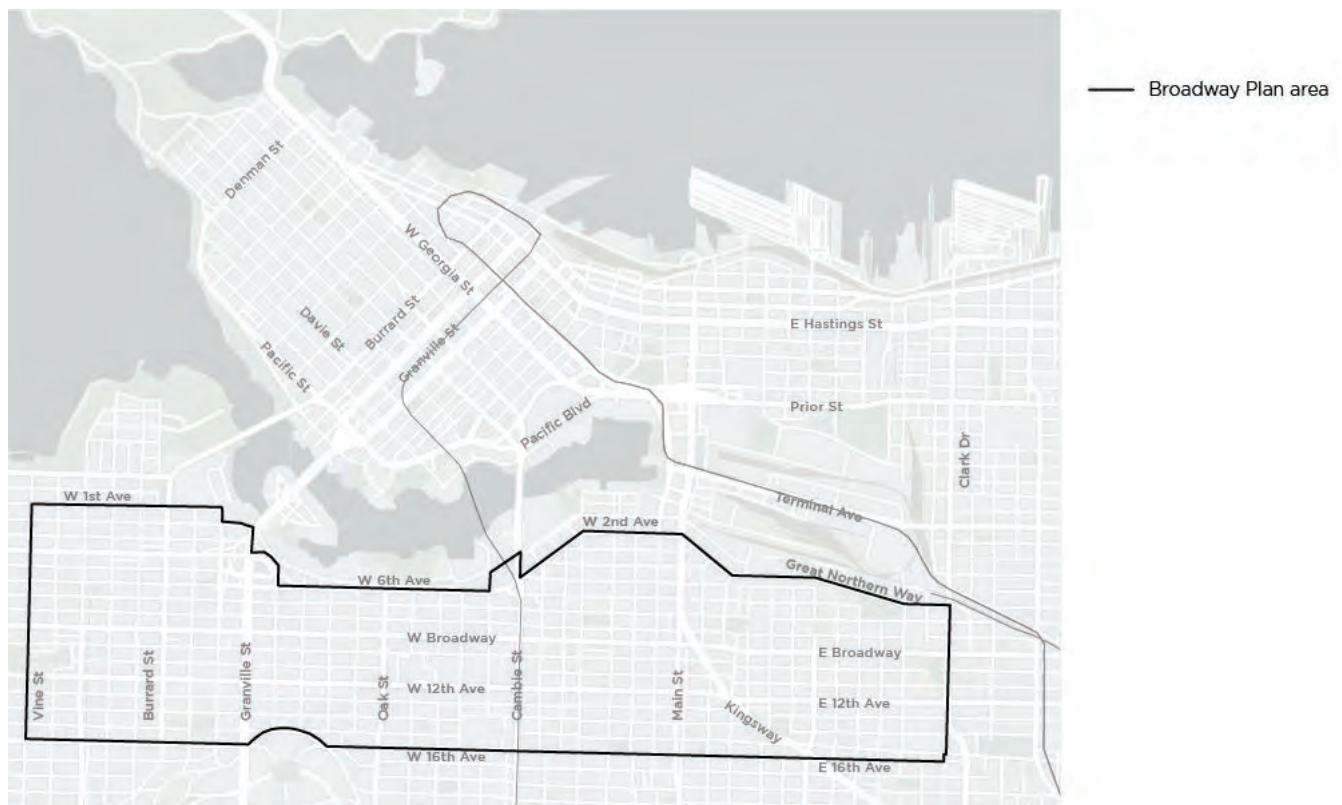 Broadway Plan area
Denman St
W Georgia St
Davie St
Burrard St
Granville St
Pacific St
E Hastings St
Prior St
Pacific Blvd
Clark Dr
W 1st Ave
Terminal Ave
W 2nd Ave
Great Northern Way
W 6th Ave
W Broadway
E Broadway
Vine St
Burrard St
Granville St
Oak St
W 12th Ave
Cambie St
Main St
Kingsway
E 12th Ave
W 16th Ave
E 16th Ave